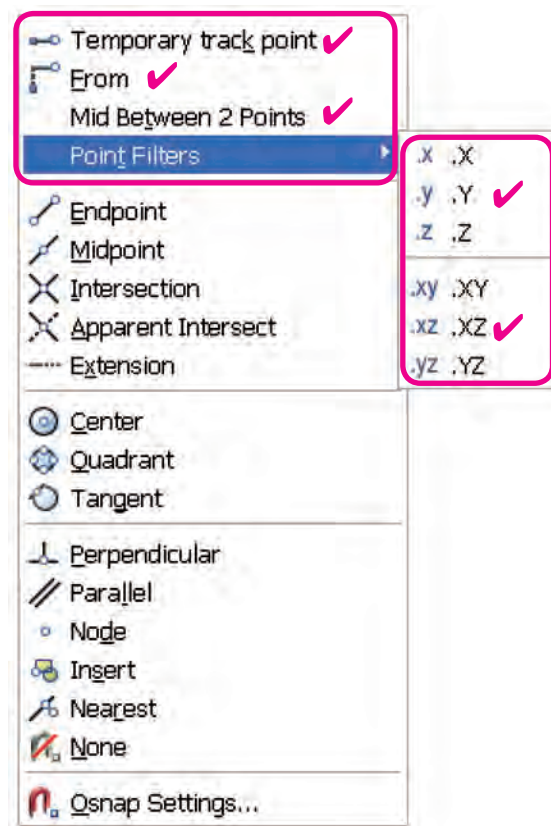 Temporary track point
From
Mid Between 2 Points
Point Filters
.x .X
.y .Y
.z .Z
.xy .XY
.xz .XZ
.yz .YZ
Endpoint
Midpoint
Intersection
Apparent Intersect
Extension
Center
Quadrant
Tangent
Perpendicular
Parallel
Node
Insert
Nearest
None
Osnap Settings...